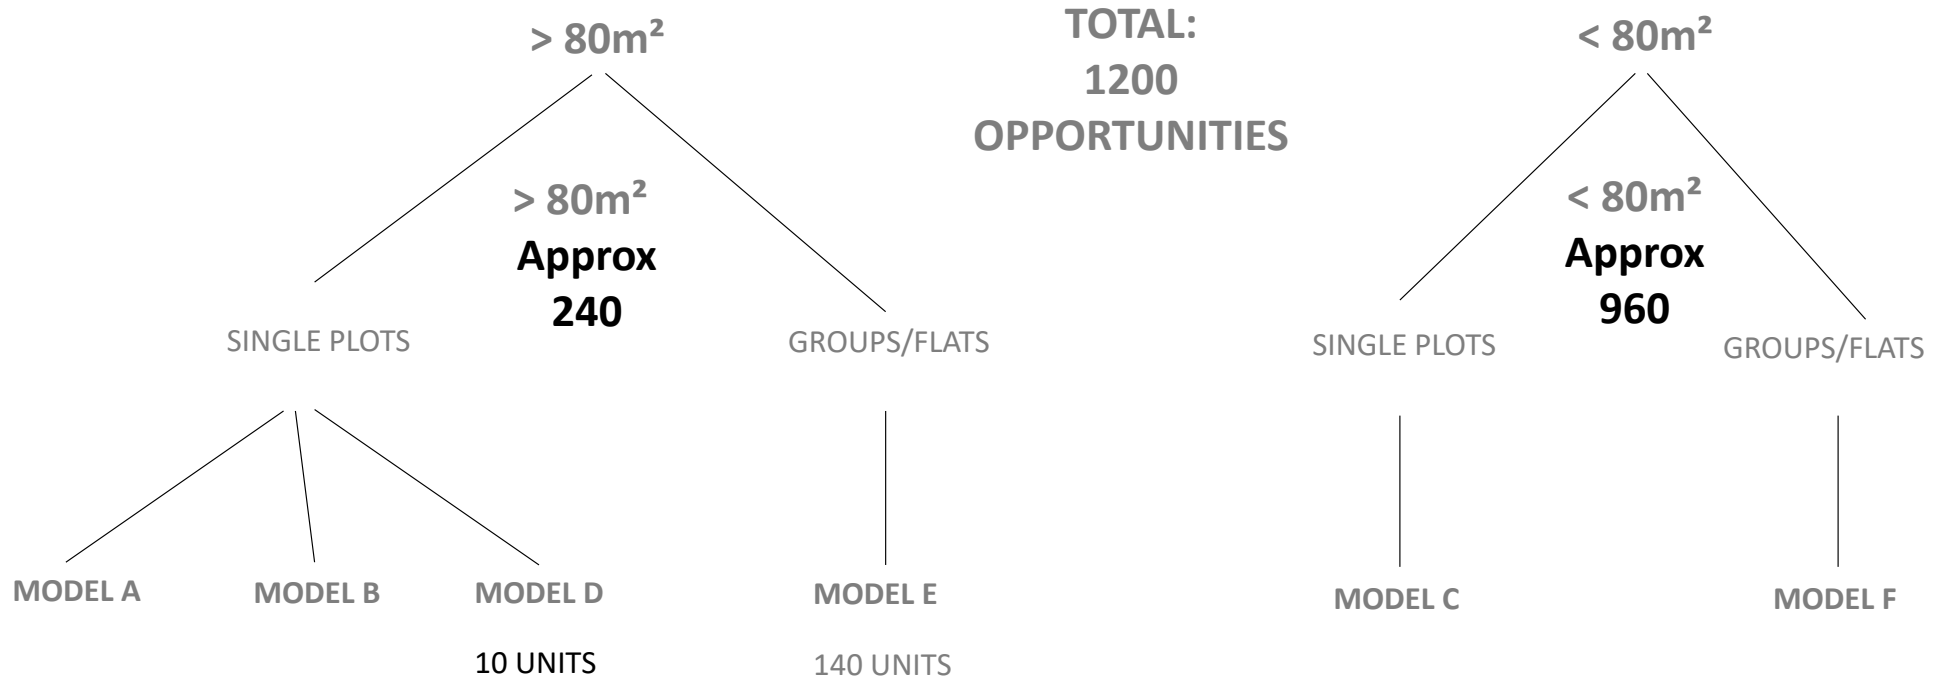 > 80m²
TOTAL:
1200
OPPORTUNITIES
< 80m²
> 80m²
Approx
240
< 80m²
Approx
960
SINGLE PLOTS
GROUPS/FLATS
SINGLE PLOTS
GROUPS/FLATS
MODEL A
MODEL B
MODEL D
MODEL E
MODEL C
MODEL F
10 UNITS
140 UNITS